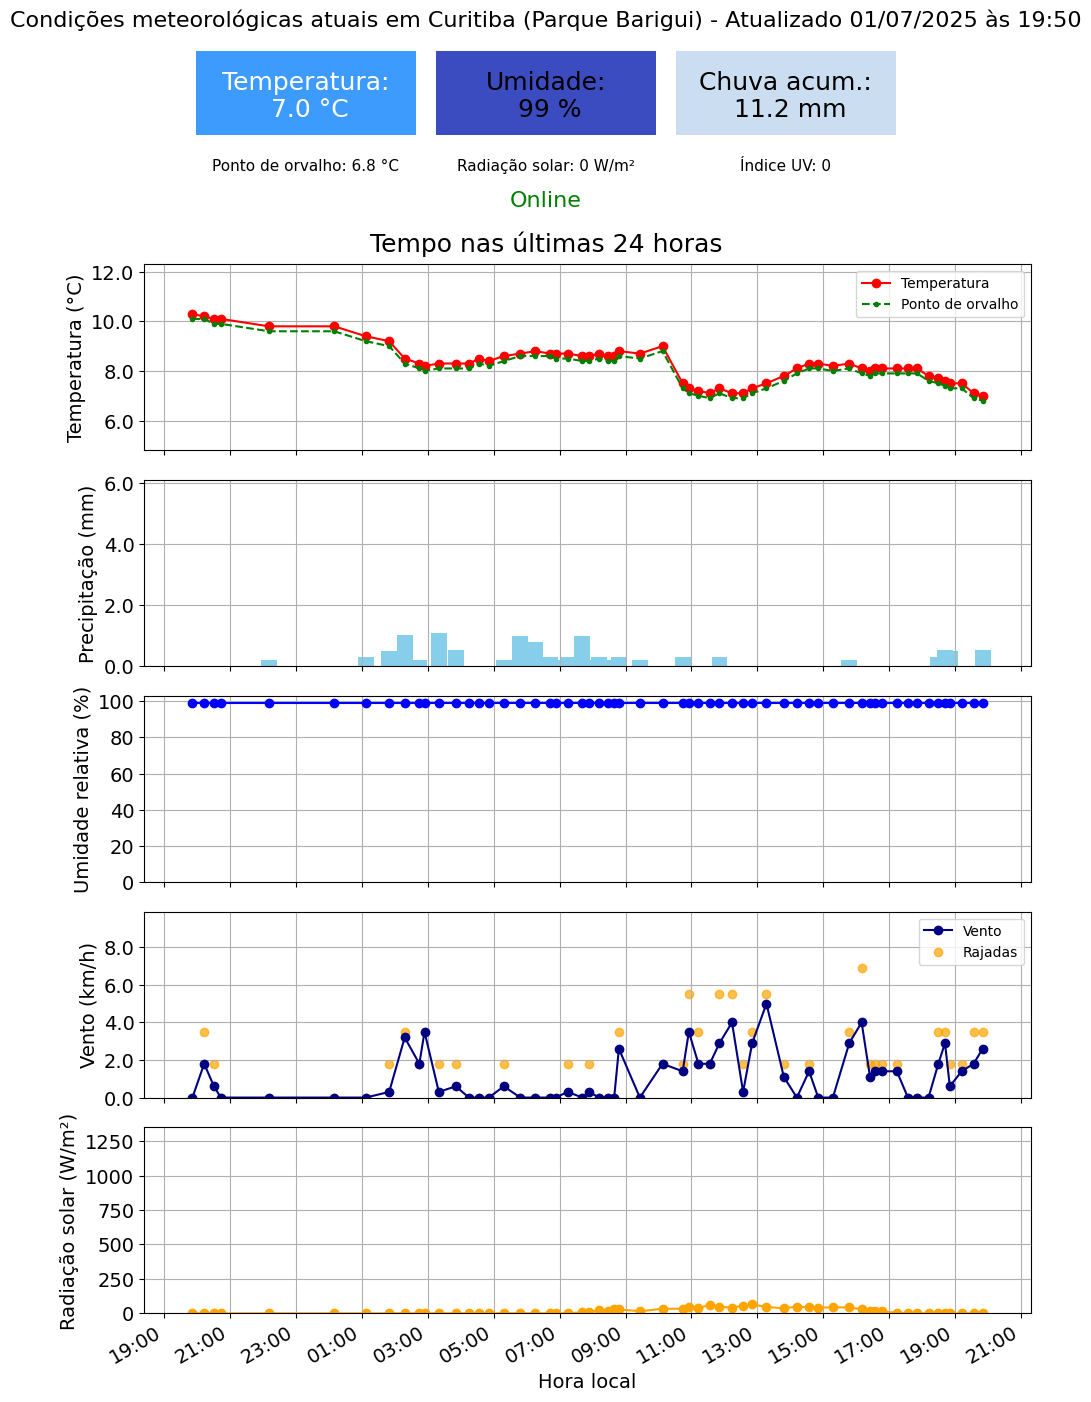 Condições meteorológicas atuais em Curitiba (Parque Barigui) - Atualizado 01/07/2025 às 19:50
Temperatura:
7.0 °C
Umidade:
99 %
Chuva acum.:
11.2 mm
Ponto de orvalho: 6.8 °C
Radiação solar: 0 W/m²
Índice UV: 0
Online
Tempo nas últimas 24 horas
Temperatura (°C)
12.0
10.0
8.0
6.0
Temperatura
Ponto de orvalho
Precipitação (mm)
6.0
4.0
2.0
0.0
Umidade relativa (%)
100
80
60
40
20
0
Vento (km/h)
8.0
6.0
4.0
2.0
0.0
Vento
Rajadas
Radiação solar (W/m²)
1250
1000
750
500
250
0
19:00
21:00
23:00
01:00
03:00
05:00
07:00
09:00
11:00
13:00
15:00
17:00
19:00
21:00
Hora local